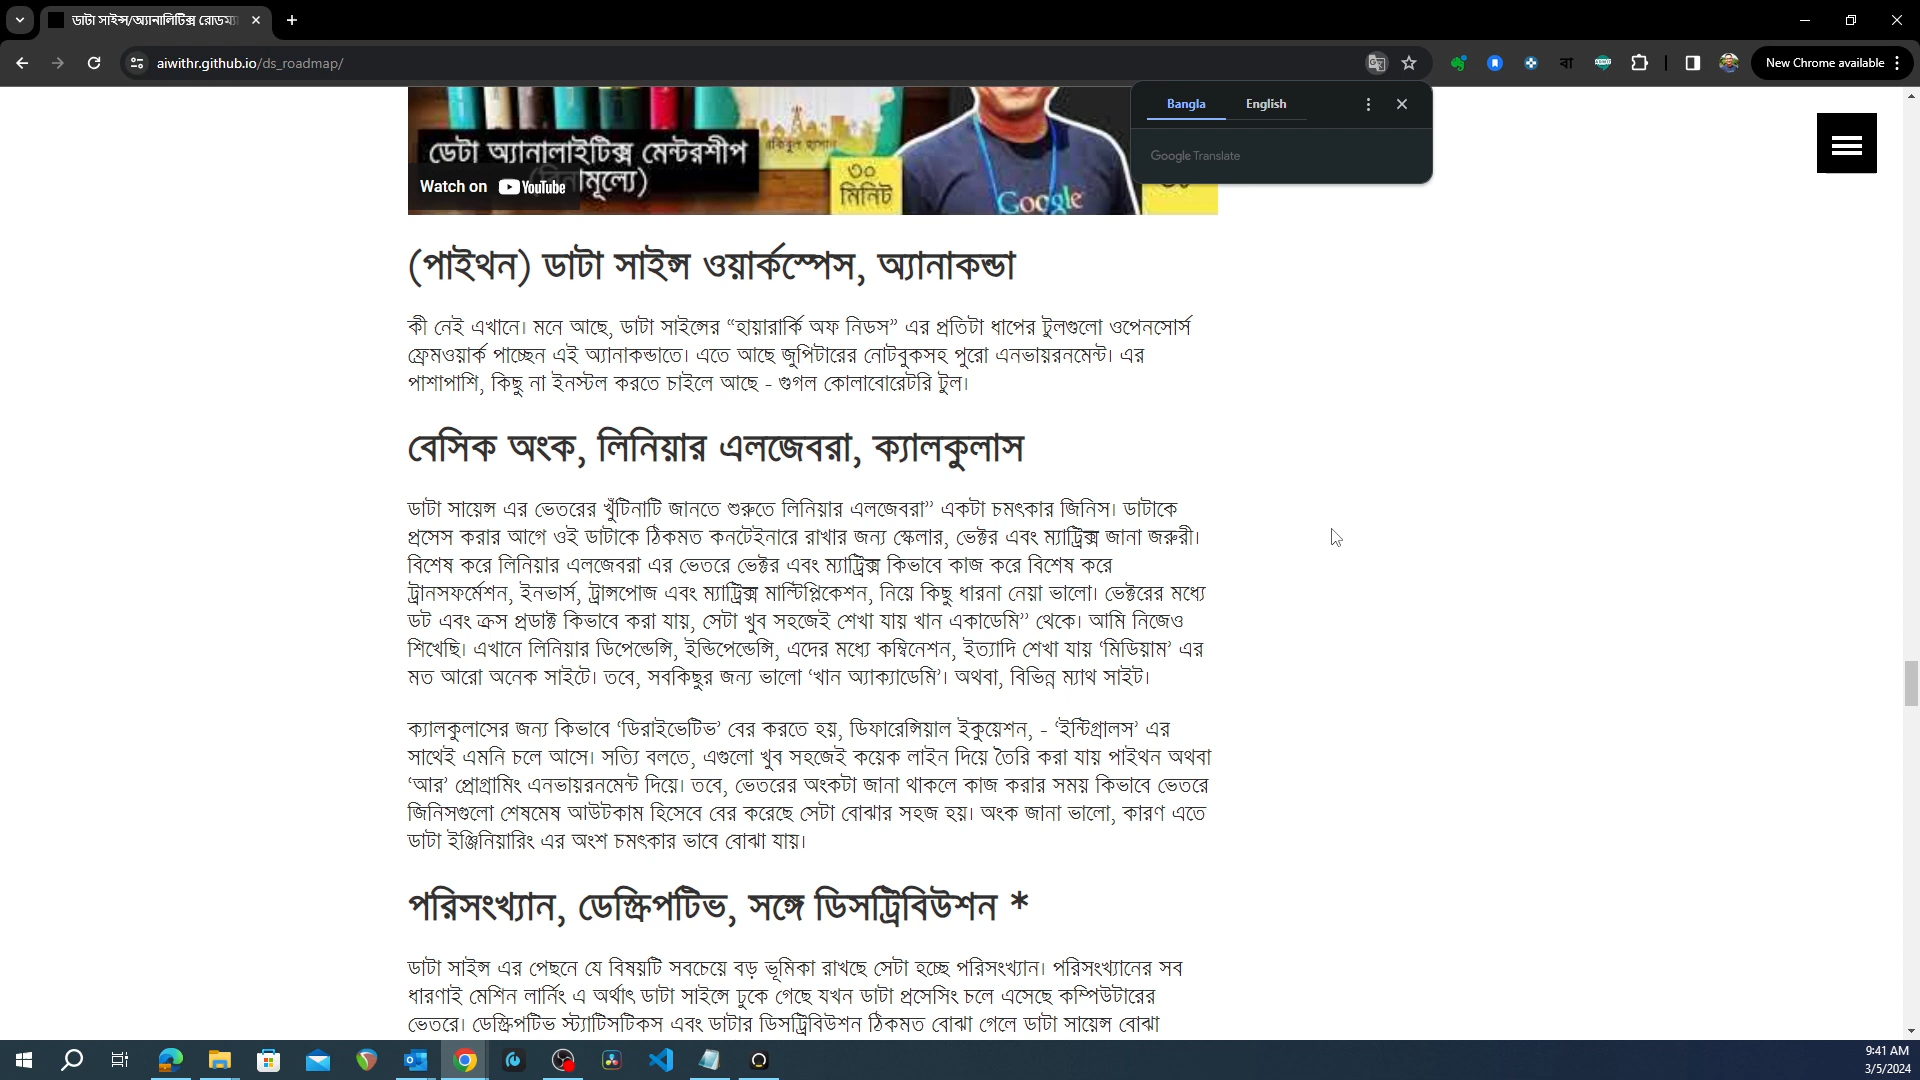 ডাটা সাইন্স/অ্যানালিটিক্স রোডম্যা
aiwithr.github.io/ds_roadmap/
New Chrome available
Bangla English
Google Translate
ডেটা অ্যানালাইটিক্স মেন্টরশীপ
রকিবুল হাসান
Watch on YouTube
মূল্যে)
৩০
মিনিট
Google
(পাইথন) ডাটা সাইন্স ওয়ার্কস্পেস, অ্যানাকন্ডা
কী নেই এখানে। মনে আছে, ডাটা সাইন্সের “হায়ারার্কি অফ নিডস” এর প্রতিটা ধাপের টুলগুলো ওপেনসোর্স
ফ্রেমওয়ার্ক পাচ্ছেন এই অ্যানাকন্ডাতে। এতে আছে জুপিটারের নোটবুকসহ পুরো এনভায়রনমেন্ট। এর
পাশাপাশি, কিছু না ইনস্টল করতে চাইলে আছে - গুগল কোলাবোরেটরি টুল।
বেসিক অংক, লিনিয়ার এলজেবরা, ক্যালকুলাস
ডাটা সায়েন্স এর ভেতরের খুঁটিনাটি জানতে শুরুতে লিনিয়ার এলজেবরা” একটা চমৎকার জিনিস। ডাটাকে
প্রসেস করার আগে ওই ডাটাকে ঠিকমত কনটেইনারে রাখার জন্য স্কেলার, ভেক্টর এবং ম্যাট্রিক্স জানা জরুরী।
বিশেষ করে লিনিয়ার এলজেবরা এর ভেতরে ভেক্টর এবং ম্যাট্রিক্স কিভাবে কাজ করে বিশেষ করে
ট্রানসফর্মেশন, ইনভার্স, ট্রান্সপোজ এবং ম্যাট্রিক্স মাল্টিপ্লিকেশন, নিয়ে কিছু ধারনা নেয়া ভালো। ভেক্টরের মধ্যে
ডট এবং ক্রস প্রডাক্ট কিভাবে করা যায়, সেটা খুব সহজেই শেখা যায় খান একাডেমি” থেকে। আমি নিজেও
শিখেছি। এখানে লিনিয়ার ডিপেন্ডেন্সি, ইন্ডিপেন্ডেন্সি, এদের মধ্যে কম্বিনেশন, ইত্যাদি শেখা যায় ‘মিডিয়াম’ এর
মত আরো অনেক সাইটে। তবে, সবকিছুর জন্য ভালো ‘খান অ্যাক্যাডেমি’। অথবা, বিভিন্ন ম্যাথ সাইট।
ক্যালকুলাসের জন্য কিভাবে ‘ডিরাইভেটিভ’ বের করতে হয়, ডিফারেন্সিয়াল ইকুয়েশন, - ‘ইন্টিগ্রালস’ এর
সাথেই এমনি চলে আসে। সত্যি বলতে, এগুলো খুব সহজেই কয়েক লাইন দিয়ে তৈরি করা যায় পাইথন অথবা
‘আর’ প্রোগ্রামিং এনভায়রনমেন্ট দিয়ে। তবে, ভেতরের অংকটা জানা থাকলে কাজ করার সময় কিভাবে ভেতরে
জিনিসগুলো শেষমেষ আউটকাম হিসেবে বের করেছে সেটা বোঝার সহজ হয়। অংক জানা ভালো, কারণ এতে
ডাটা ইঞ্জিনিয়ারিং এর অংশ চমৎকার ভাবে বোঝা যায়।
পরিসংখ্যান, ডেস্ক্রিপটিভ, সঙ্গে ডিসট্রিবিউশন *
ডাটা সাইন্স এর পেছনে যে বিষয়টি সবচেয়ে বড় ভূমিকা রাখছে সেটা হচ্ছে পরিসংখ্যান। পরিসংখ্যানের সব
ধারণাই মেশিন লার্নিং এ অর্থাৎ ডাটা সাইন্সে ঢুকে গেছে যখন ডাটা প্রসেসিং চলে এসেছে কম্পিউটারের
ভেতরে। ডেস্ক্রিপটিভ স্ট্যাটিসটিকস এবং ডাটার ডিসট্রিবিউশন ঠিকমত বোঝা গেলে ডাটা সায়েন্স বোঝা
9:41 AM
3/5/2024